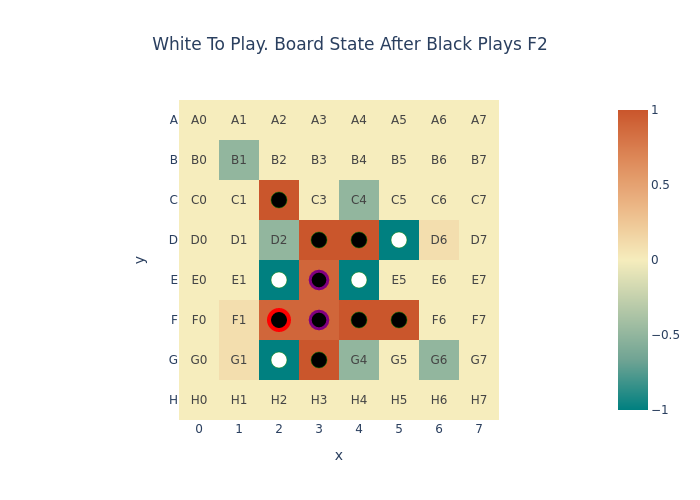 White To Play. Board State After Black Plays F2
A A0 A1 A2 A3 A4 A5 A6 A7
B B0 B1 B2 B3 B4 B5 B6 B7
C C0 C1 C3 C4 C5 C6 C7
D D0 D1 D2 D6 D7
E E0 E1 E5 E6 E7
F F0 F1 F6 F7
G G0 G1 G4 G5 G6 G7
H H0 H1 H2 H3 H4 H5 H6 H7
0 1 2 3 4 5 6 7
x
y
1
0.5
0
−0.5
−1